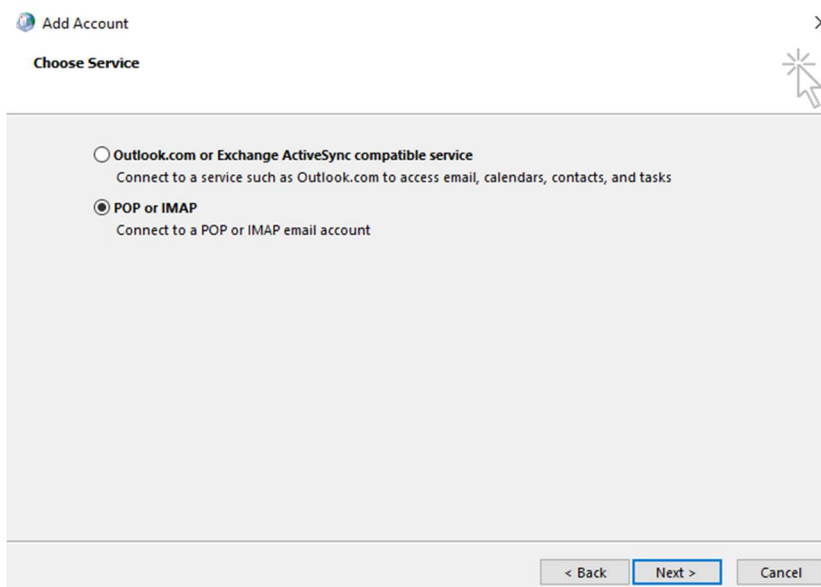 Add Account
Choose Service
Outlook.com or Exchange ActiveSync compatible service
Connect to a service such as Outlook.com to access email, calendars, contacts, and tasks
POP or IMAP
Connect to a POP or IMAP email account
< Back Next > Cancel